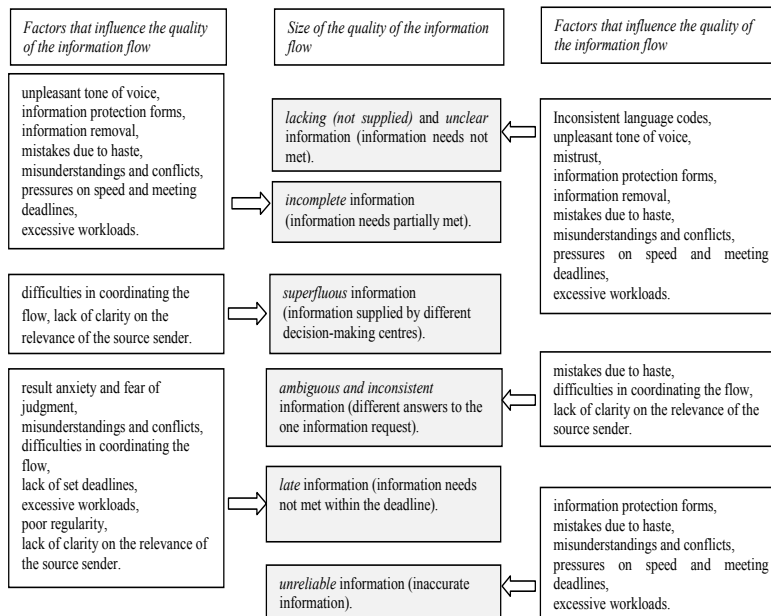 Factors that influence the quality
of the information flow
unpleasant tone of voice,
information protection forms,
information removal,
mistakes due to haste,
misunderstandings and conflicts,
pressures on speed and meeting
deadlines,
excessive workloads.
difficulties in coordinating the
flow, lack of clarity on the
relevance of the source sender.
result anxiety and fear of
judgment,
misunderstandings and conflicts,
difficulties in coordinating the
flow,
lack of set deadlines,
excessive workloads,
poor regularity,
lack of clarity on the relevance of
the source sender.
Size of the quality of the information
flow
lacking (not supplied) and unclear
information (information needs not
met).
incomplete information
(information needs partially met).
superfluous information
(information supplied by different
decision-making centres).
ambiguous and inconsistent
information (different answers to the
one information request).
late information (information needs
not met within the deadline).
unreliable information (inaccurate
information).
Factors that influence the quality of
the information flow
Inconsistent language codes,
unpleasant tone of voice,
mistrust,
information protection forms,
information removal,
mistakes due to haste,
misunderstandings and conflicts,
pressures on speed and meeting
deadlines,
excessive workloads.
mistakes due to haste,
difficulties in coordinating the flow,
lack of clarity on the relevance of the
source sender.
information protection forms,
mistakes due to haste,
misunderstandings and conflicts,
pressures on speed and meeting
deadlines,
excessive workloads.